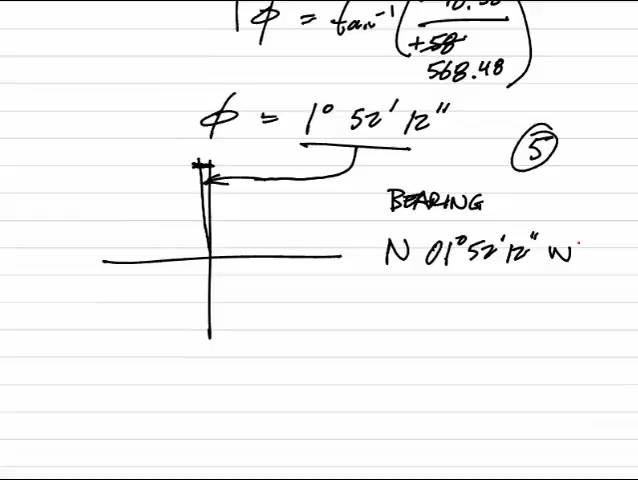 φ = tan⁻¹(
+58
568.48
φ = 1° 52' 12"
5
BEARING
N 01° 52' 12" W